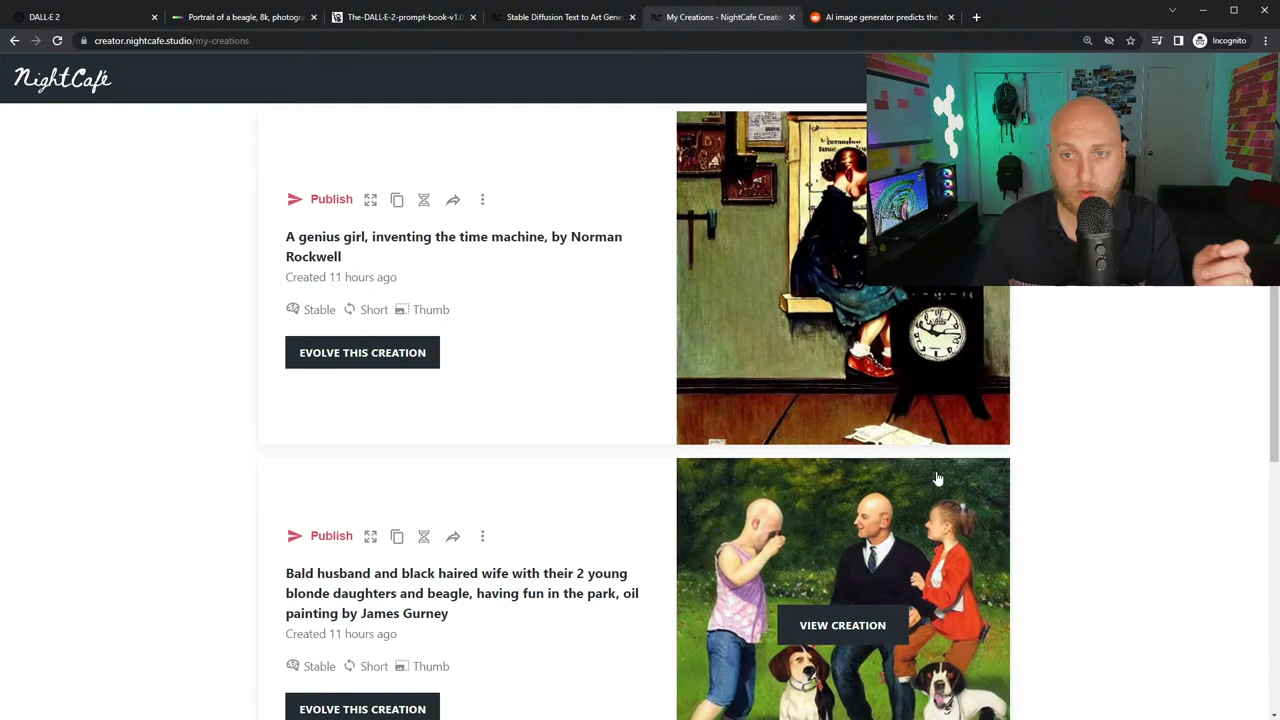 DALL·E 2
Portrait of a beagle, 8k, photogra
The-DALL·E-2-prompt-book-v1.0
Stable Diffusion Text to Art Gene
My Creations - NightCafe Creato
AI image generator predicts the
creator.nightcafe.studio/my-creations
Incognito
NightCafé
Publish
A genius girl, inventing the time machine, by Norman
Rockwell
Created 11 hours ago
Stable Short Thumb
EVOLVE THIS CREATION
Publish
Bald husband and black haired wife with their 2 young
blonde daughters and beagle, having fun in the park, oil
painting by James Gurney
Created 11 hours ago
Stable Short Thumb
EVOLVE THIS CREATION
VIEW CREATION